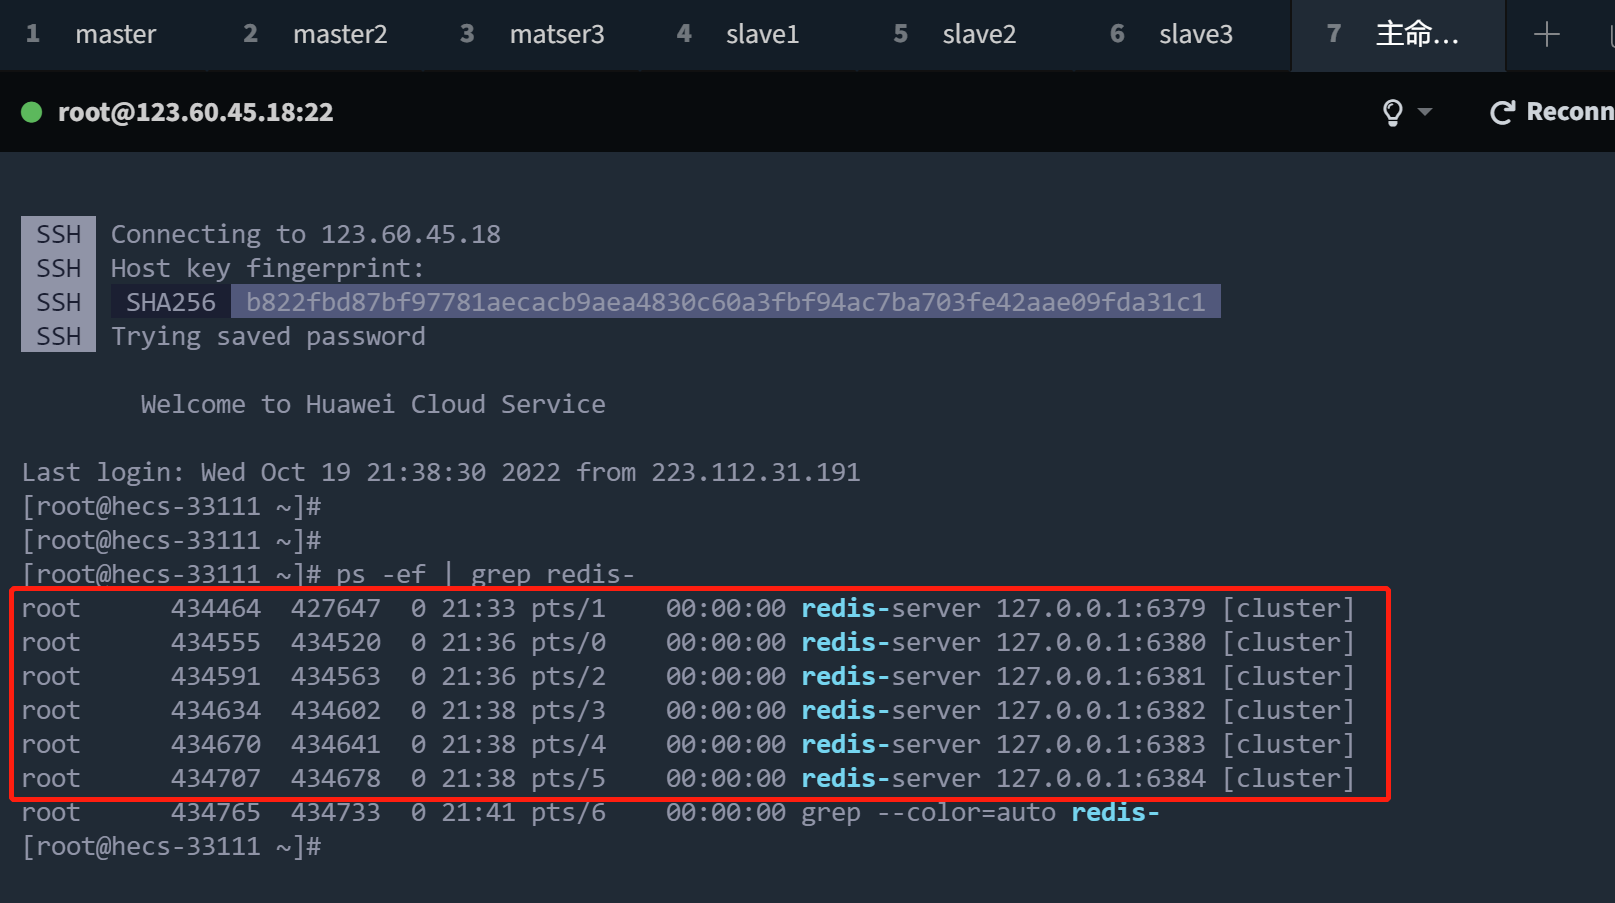 1 master 2 master2 3 matser3 4 slave1 5 slave2 6 slave3 7 主命...
root@123.60.45.18:22 Reconn
SSH Connecting to 123.60.45.18
SSH Host key fingerprint:
SSH SHA256 b822fbd87bf97781aecacb9aea4830c60a3fbf94ac7ba703fe42aae09fda31c1
SSH Trying saved password
Welcome to Huawei Cloud Service
Last login: Wed Oct 19 21:38:30 2022 from 223.112.31.191
[root@hecs-33111 ~]#
[root@hecs-33111 ~]#
[root@hecs-33111 ~]# ps -ef | grep redis-
root 434464 427647 0 21:33 pts/1 00:00:00 redis-server 127.0.0.1:6379 [cluster]
root 434555 434520 0 21:36 pts/0 00:00:00 redis-server 127.0.0.1:6380 [cluster]
root 434591 434563 0 21:36 pts/2 00:00:00 redis-server 127.0.0.1:6381 [cluster]
root 434634 434602 0 21:38 pts/3 00:00:00 redis-server 127.0.0.1:6382 [cluster]
root 434670 434641 0 21:38 pts/4 00:00:00 redis-server 127.0.0.1:6383 [cluster]
root 434707 434678 0 21:38 pts/5 00:00:00 redis-server 127.0.0.1:6384 [cluster]
root 434765 434733 0 21:41 pts/6 00:00:00 grep --color=auto redis-
[root@hecs-33111 ~]#